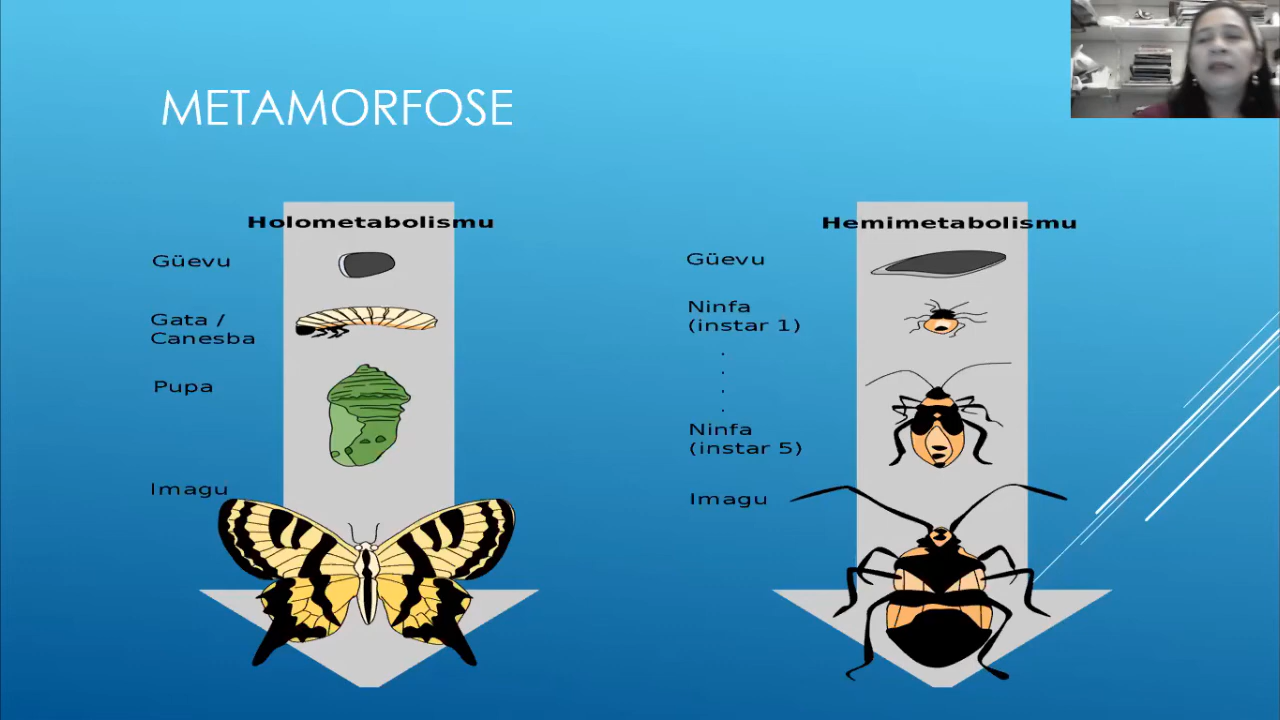 METAMORFOSE
Holometabolismu
Güevu
Gata /
Canesba
Pupa
Imagu
Hemimetabolismu
Güevu
Ninfa
(instar 1)
.
.
.
.
Ninfa
(instar 5)
Imagu